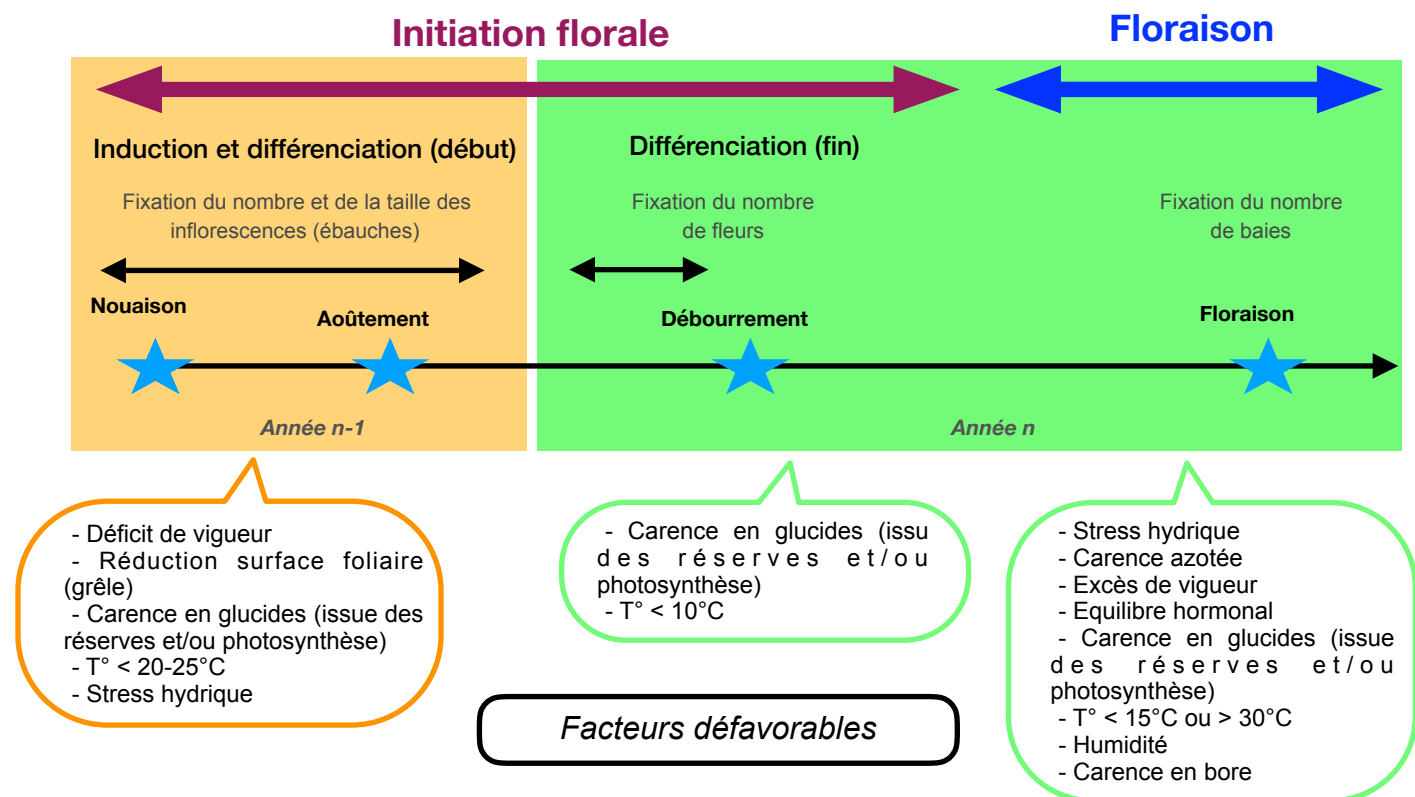 Initiation florale
Floraison
Induction et différenciation (début)
Différenciation (fin)
Fixation du nombre et de la taille des
inflorescences (ébauches)
Fixation du nombre
de fleurs
Fixation du nombre
de baies
Nouaison
Aoûtement
Débourrement
Floraison
Année n-1
Année n
- Déficit de vigueur
- Réduction surface foliaire
(grêle)
- Carence en glucides (issue des
réserves et/ou photosynthèse)
- T° < 20-25°C
- Stress hydrique
- Carence en glucides (issu
des réserves et/ou
photosynthèse)
- T° < 10°C
- Stress hydrique
- Carence azotée
- Excès de vigueur
- Equilibre hormonal
- Carence en glucides (issue
des réserves et/ou
photosynthèse)
- T° < 15°C ou > 30°C
- Humidité
- Carence en bore
Facteurs défavorables